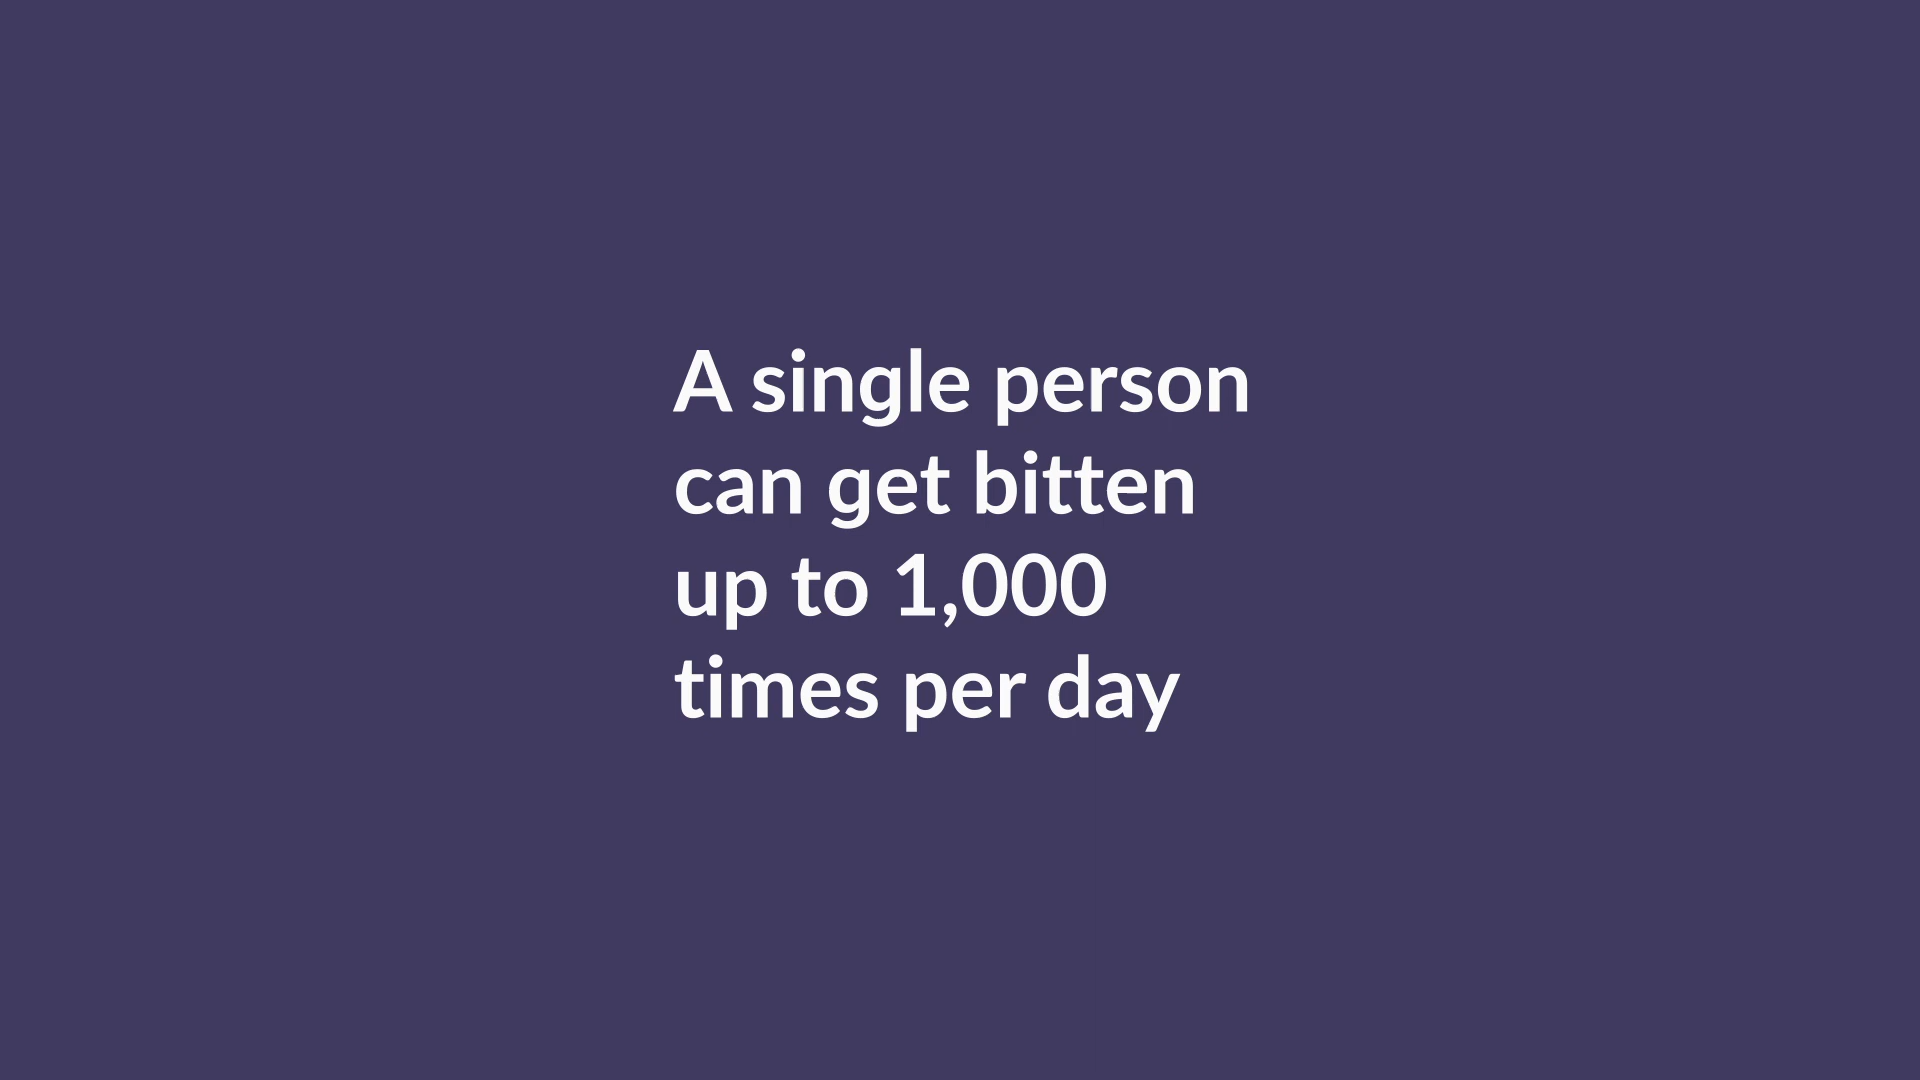 A single person
can get bitten
up to 1,000
times per day